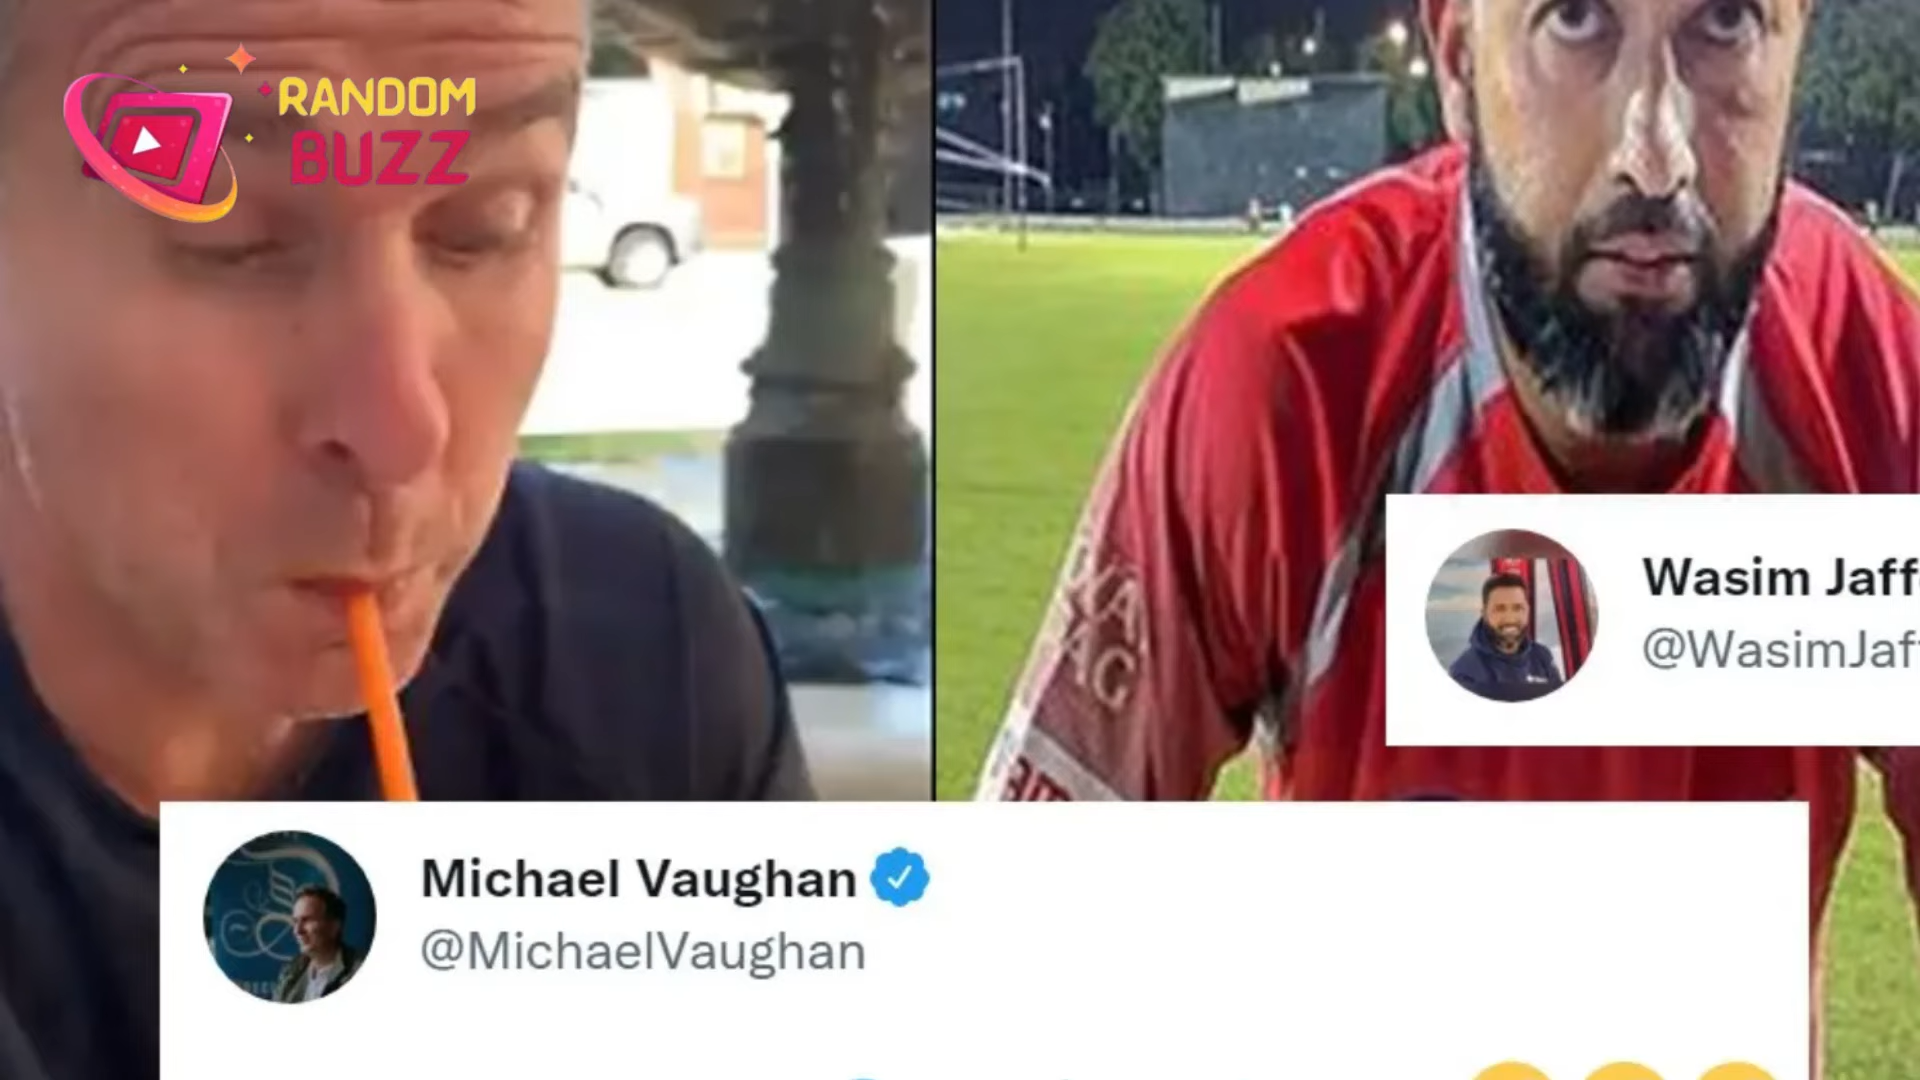 RANDOM
BUZZ
Wasim Jaff
@WasimJaf
Michael Vaughan
@MichaelVaughan